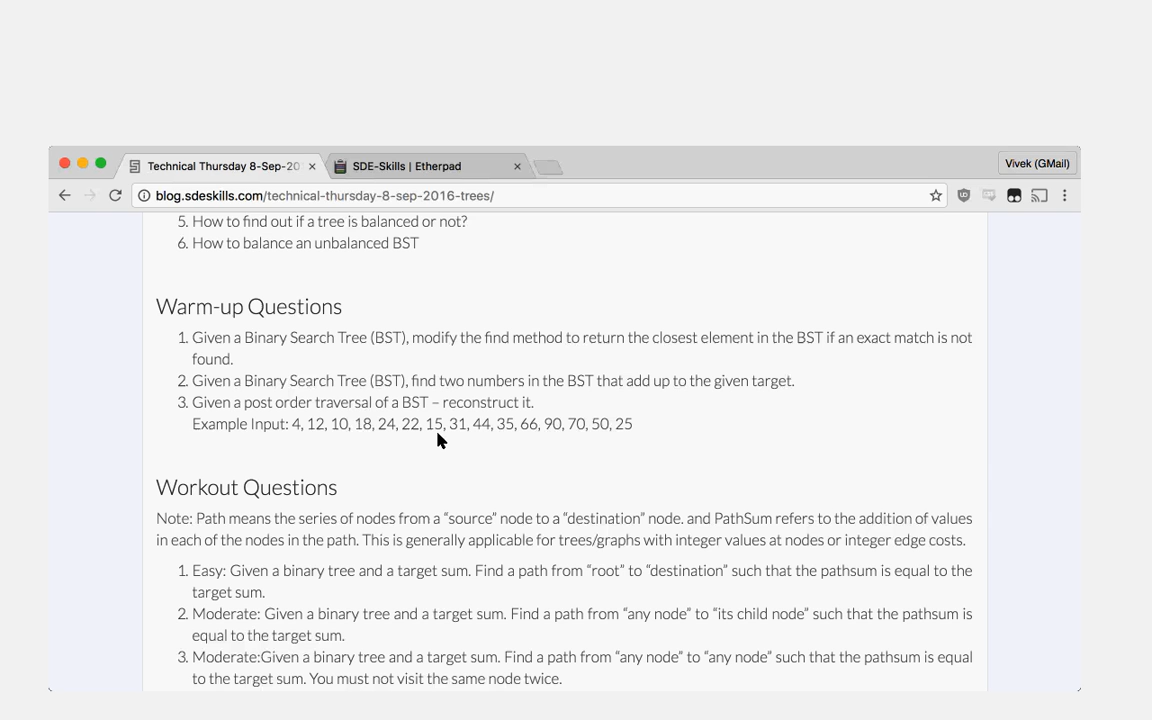 Technical Thursday 8-Sep-20
SDE-Skills | Etherpad
Vivek (GMail)
blog.sdeskills.com/technical-thursday-8-sep-2016-trees/
5. How to find out if a tree is balanced or not?
6. How to balance an unbalanced BST
Warm-up Questions
1. Given a Binary Search Tree (BST), modify the find method to return the closest element in the BST if an exact match is not
found.
2. Given a Binary Search Tree (BST), find two numbers in the BST that add up to the given target.
3. Given a post order traversal of a BST – reconstruct it.
Example Input: 4, 12, 10, 18, 24, 22, 15, 31, 44, 35, 66, 90, 70, 50, 25
Workout Questions
Note: Path means the series of nodes from a “source” node to a “destination” node. and PathSum refers to the addition of values
in each of the nodes in the path. This is generally applicable for trees/graphs with integer values at nodes or integer edge costs.
1. Easy: Given a binary tree and a target sum. Find a path from “root” to “destination” such that the pathsum is equal to the
target sum.
2. Moderate: Given a binary tree and a target sum. Find a path from “any node” to “its child node” such that the pathsum is
equal to the target sum.
3. Moderate:Given a binary tree and a target sum. Find a path from “any node” to “any node” such that the pathsum is equal
to the target sum. You must not visit the same node twice.